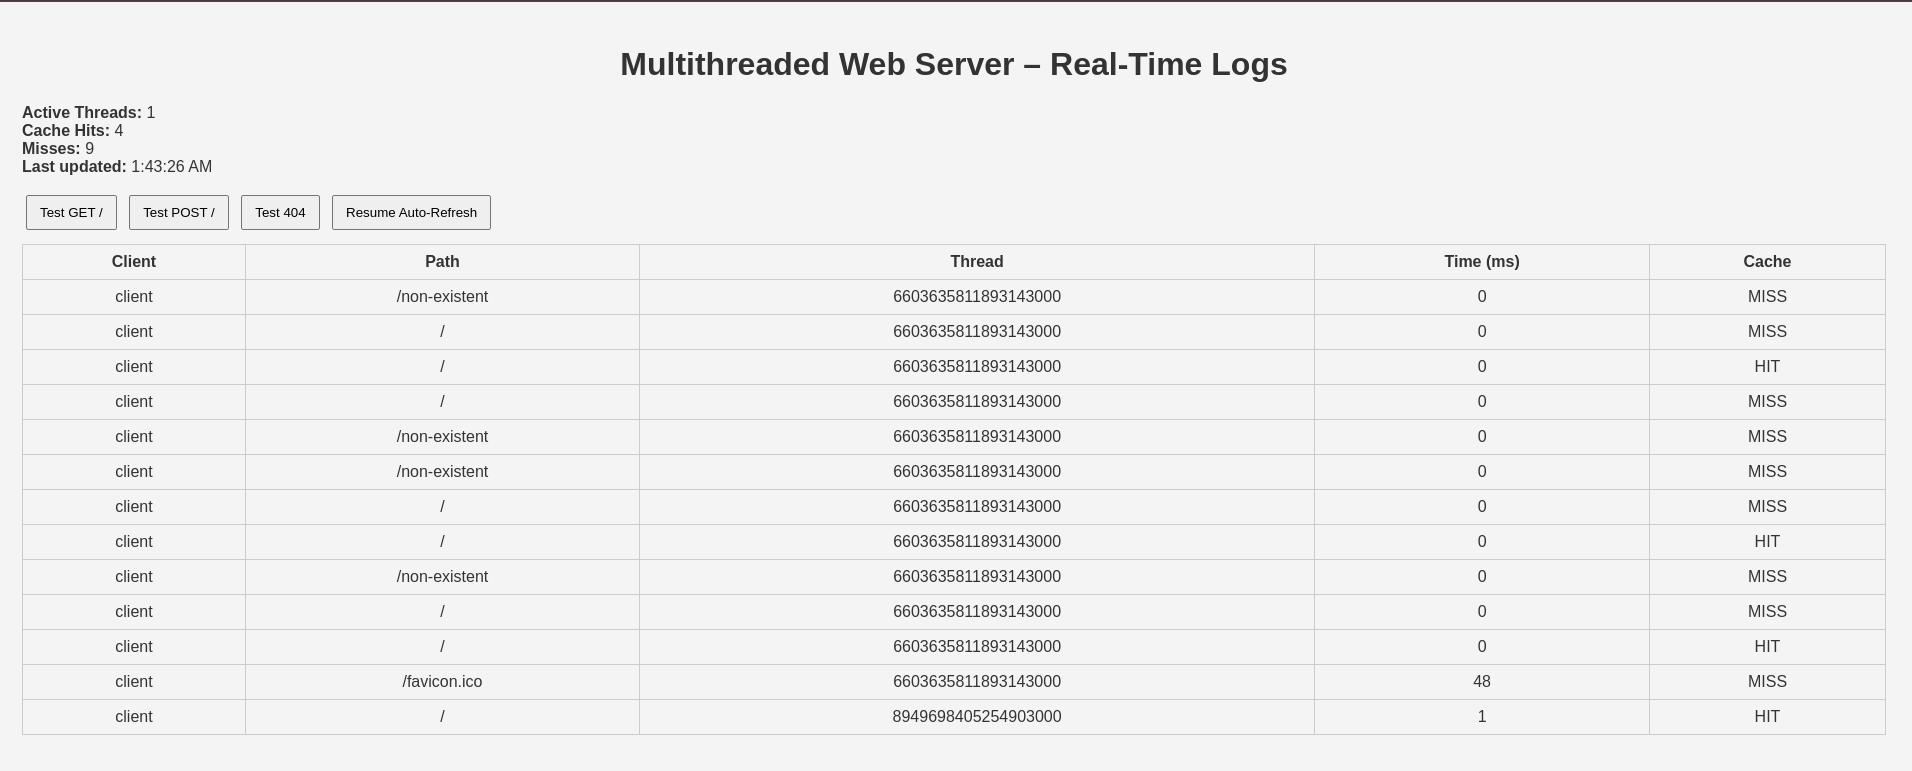 Multithreaded Web Server – Real-Time Logs
Active Threads: 1
Cache Hits: 4
Misses: 9
Last updated: 1:43:26 AM
Test GET / Test POST / Test 404 Resume Auto-Refresh
Client Path Thread Time (ms) Cache
client /non-existent 6603635811893143000 0 MISS
client / 6603635811893143000 0 MISS
client / 6603635811893143000 0 HIT
client / 6603635811893143000 0 MISS
client /non-existent 6603635811893143000 0 MISS
client /non-existent 6603635811893143000 0 MISS
client / 6603635811893143000 0 MISS
client / 6603635811893143000 0 HIT
client /non-existent 6603635811893143000 0 MISS
client / 6603635811893143000 0 MISS
client / 6603635811893143000 0 HIT
client /favicon.ico 6603635811893143000 48 MISS
client / 8949698405254903000 1 HIT